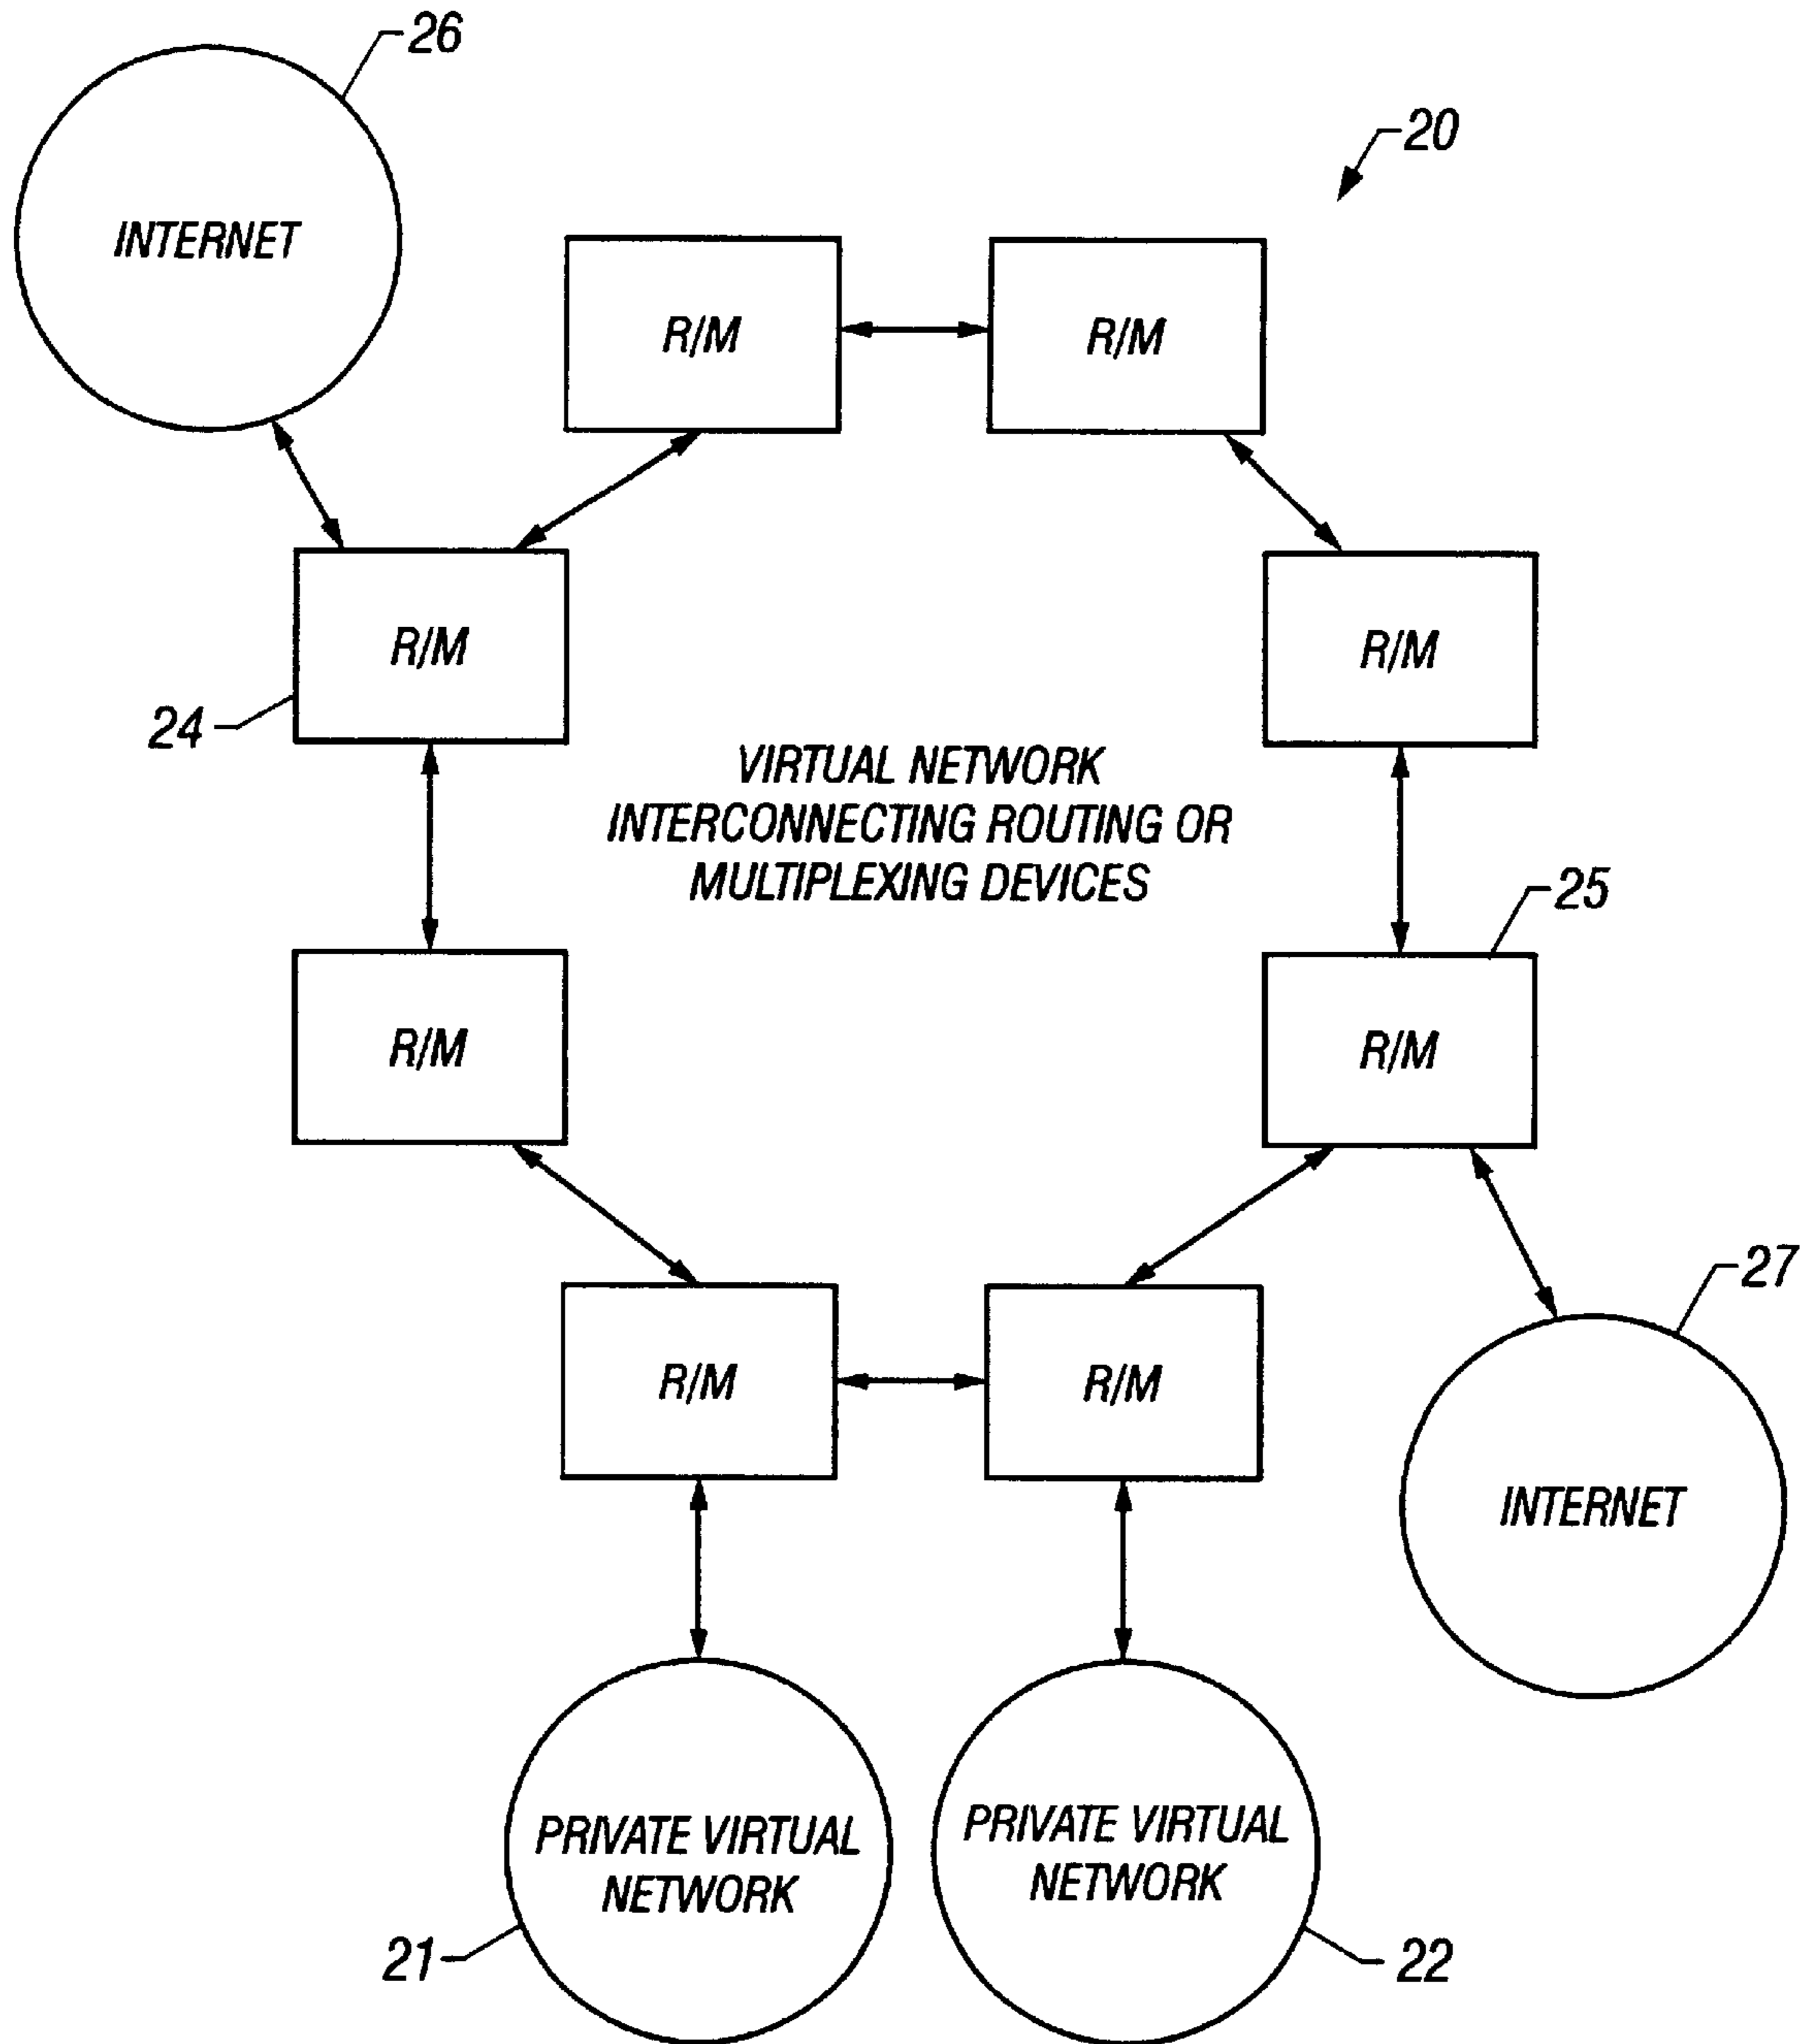 26
INTERNET
20
R/M
R/M
R/M
R/M
24
VIRTUAL NETWORK
INTERCONNECTING ROUTING OR
MULTIPLEXING DEVICES
25
R/M
R/M
27
R/M
R/M
INTERNET
PRIVATE VIRTUAL
NETWORK
PRIVATE VIRTUAL
NETWORK
21
22